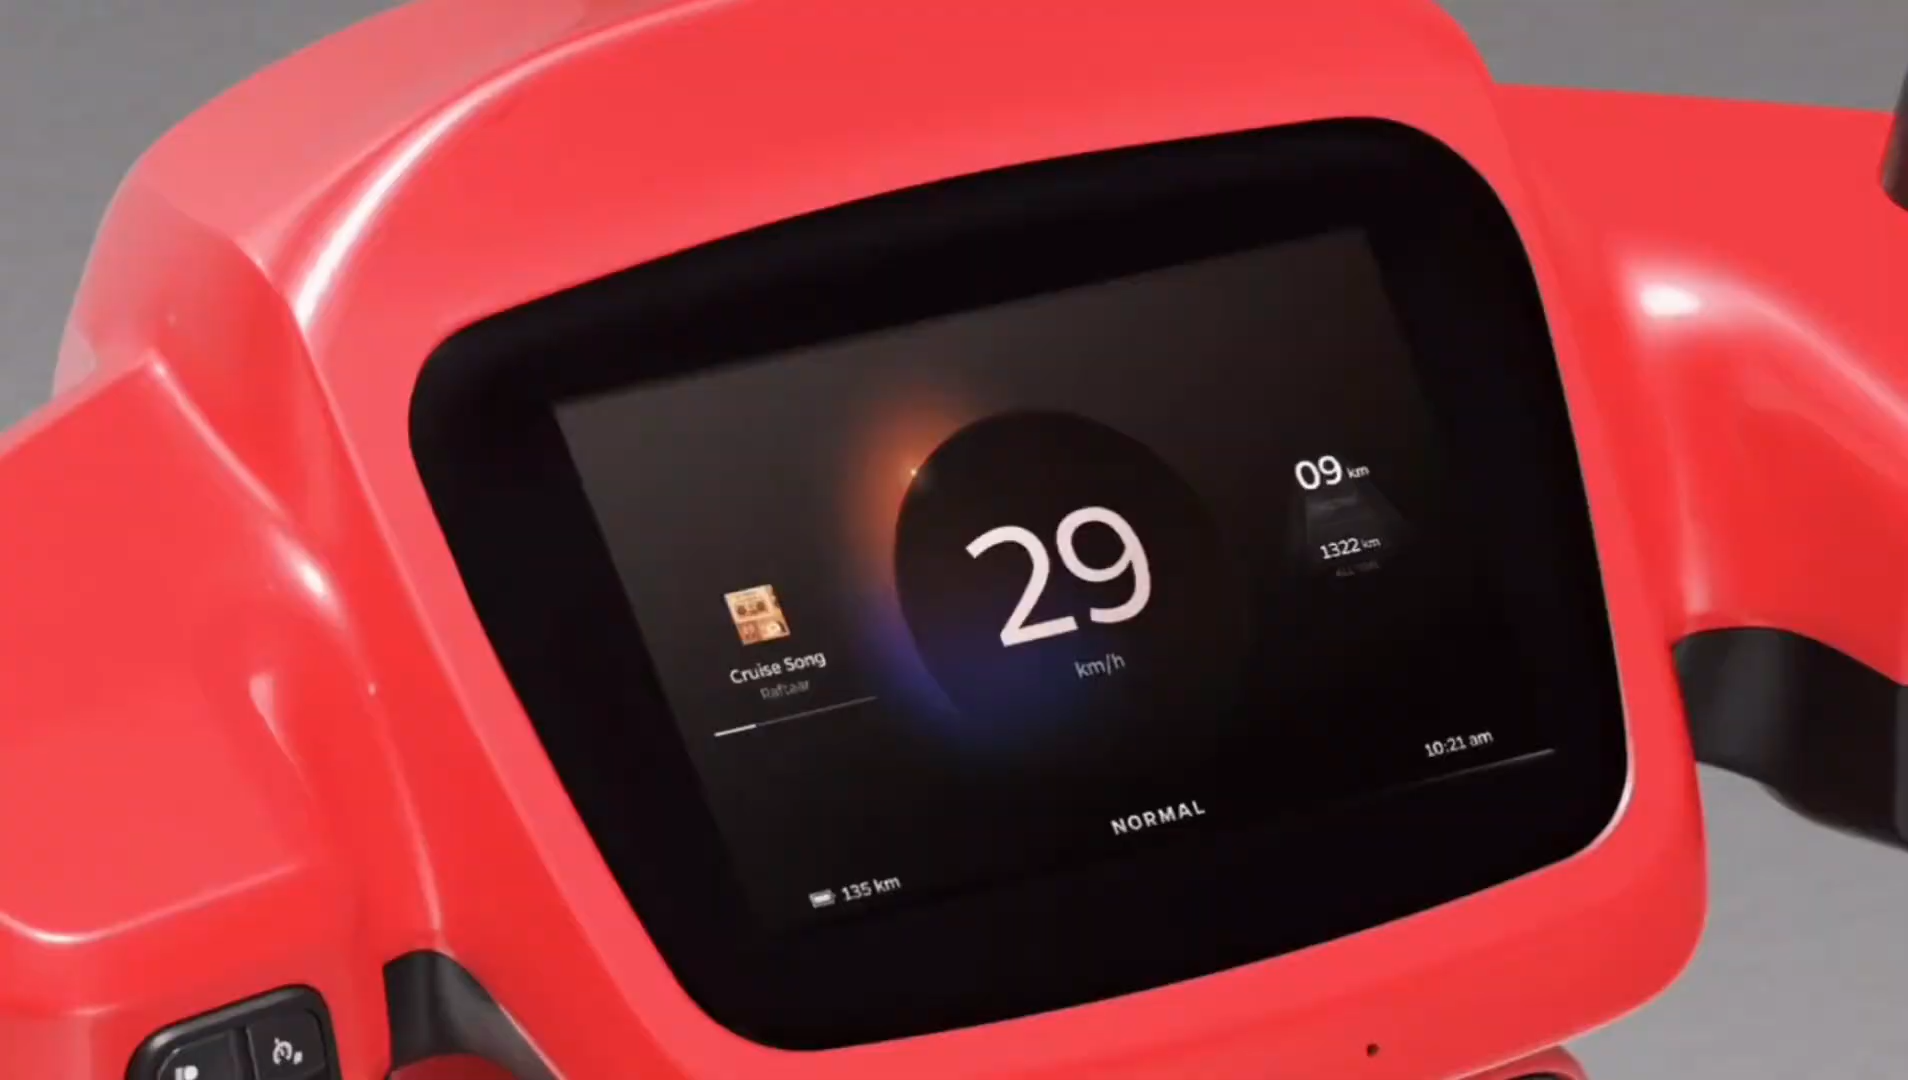 29
km/h
Cruise Song
Raftaar
09 km
1322 km
10:21 am
NORMAL
135 km